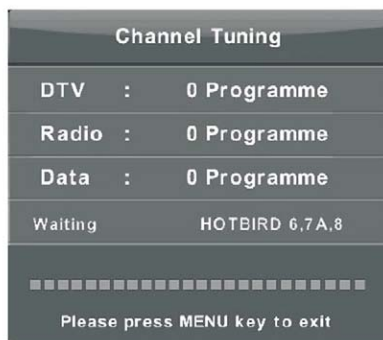 Channel Tuning
DTV : 0 Programme
Radio : 0 Programme
Data : 0 Programme
Waiting HOTBIRD 6,7A,8
Please press MENU key to exit